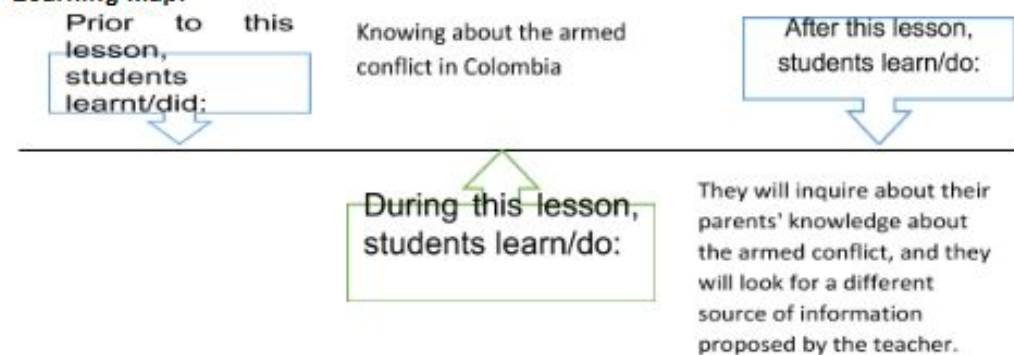 Learning Map:
Prior to this
lesson,
students
learnt/did:
Knowing about the armed
conflict in Colombia
After this lesson,
students learn/do:
During this lesson,
students learn/do:
They will inquire about their
parents' knowledge about
the armed conflict, and they
will look for a different
source of information
proposed by the teacher.